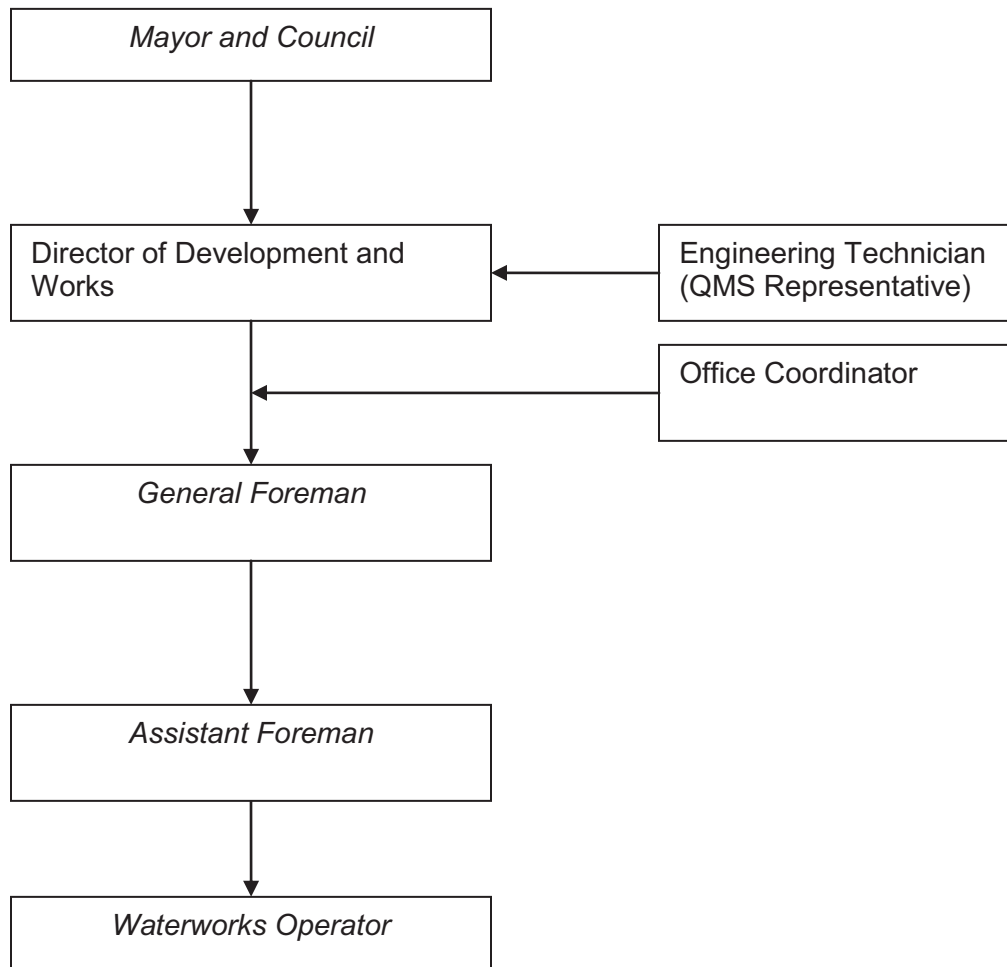 Mayor and Council
Director of Development and
Works
Engineering Technician
(QMS Representative)
Office Coordinator
General Foreman
Assistant Foreman
Waterworks Operator